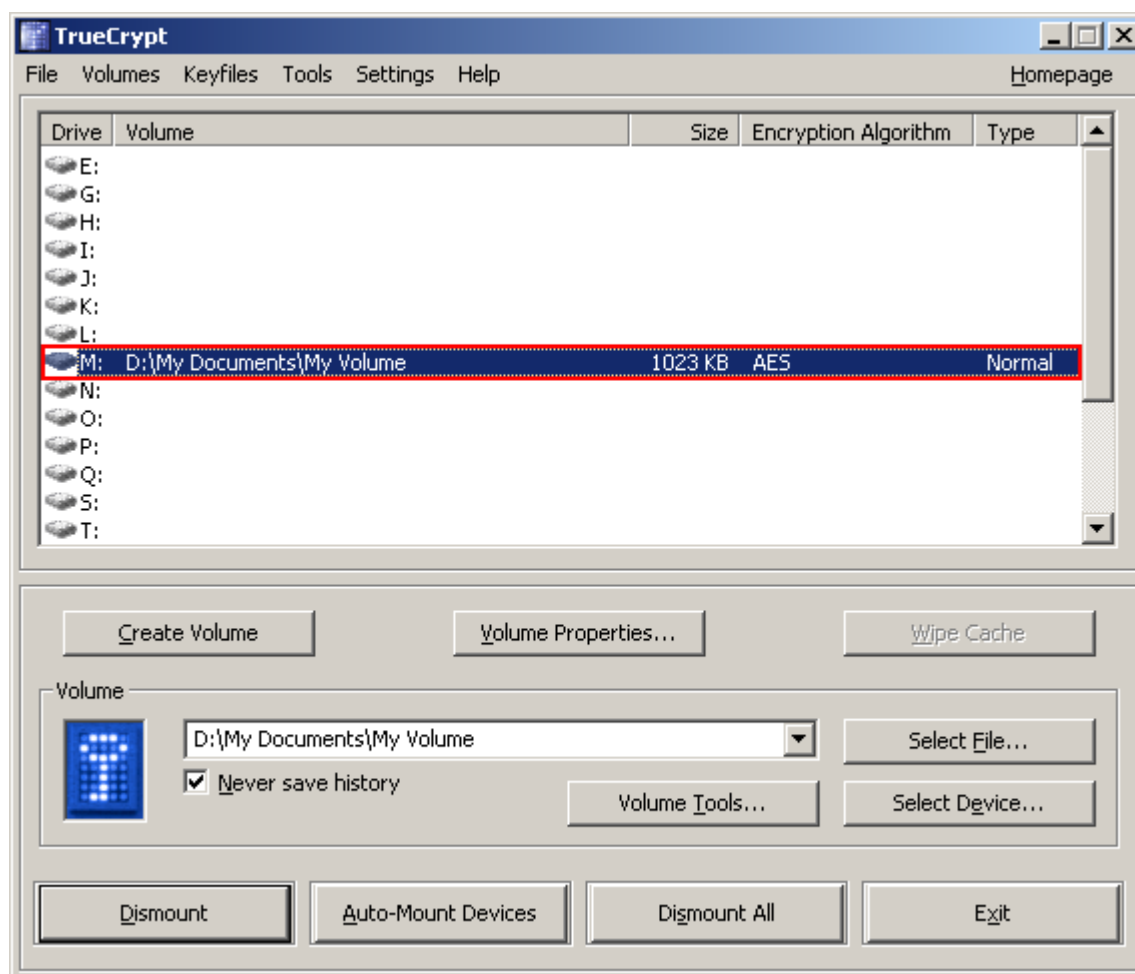 TrueCrypt
File Volumes Keyfiles Tools Settings Help Homepage
Drive Volume Size Encryption Algorithm Type
E:
G:
H:
I:
J:
K:
L:
M: D:\My Documents\My Volume 1023 KB AES Normal
N:
O:
P:
Q:
S:
T:
Create Volume Volume Properties... Wipe Cache
Volume
D:\My Documents\My Volume Select File...
Never save history
Volume Tools... Select Device...
Dismount Auto-Mount Devices Dismount All Exit